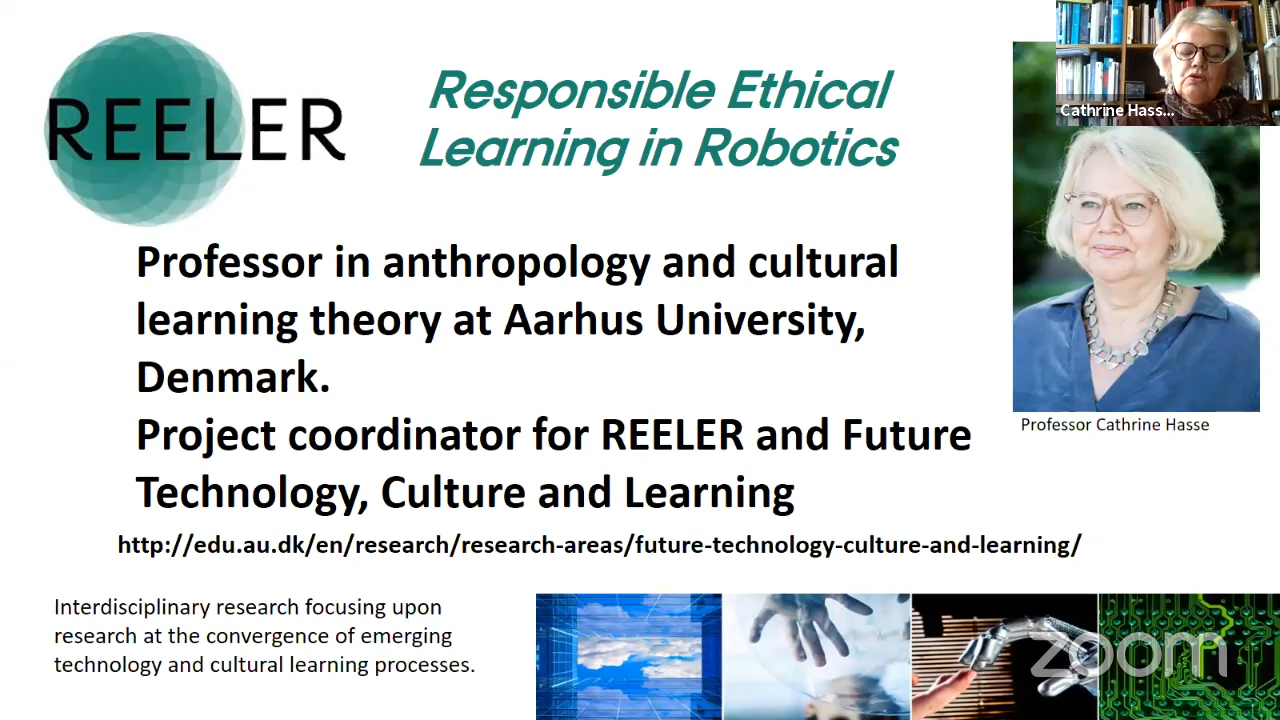 REELER
Responsible Ethical
Learning in Robotics
Cathrine Hass...
Professor in anthropology and cultural
learning theory at Aarhus University,
Denmark.
Project coordinator for REELER and Future
Technology, Culture and Learning
Professor Cathrine Hasse
http://edu.au.dk/en/research/research-areas/future-technology-culture-and-learning/
Interdisciplinary research focusing upon
research at the convergence of emerging
technology and cultural learning processes.
zoom